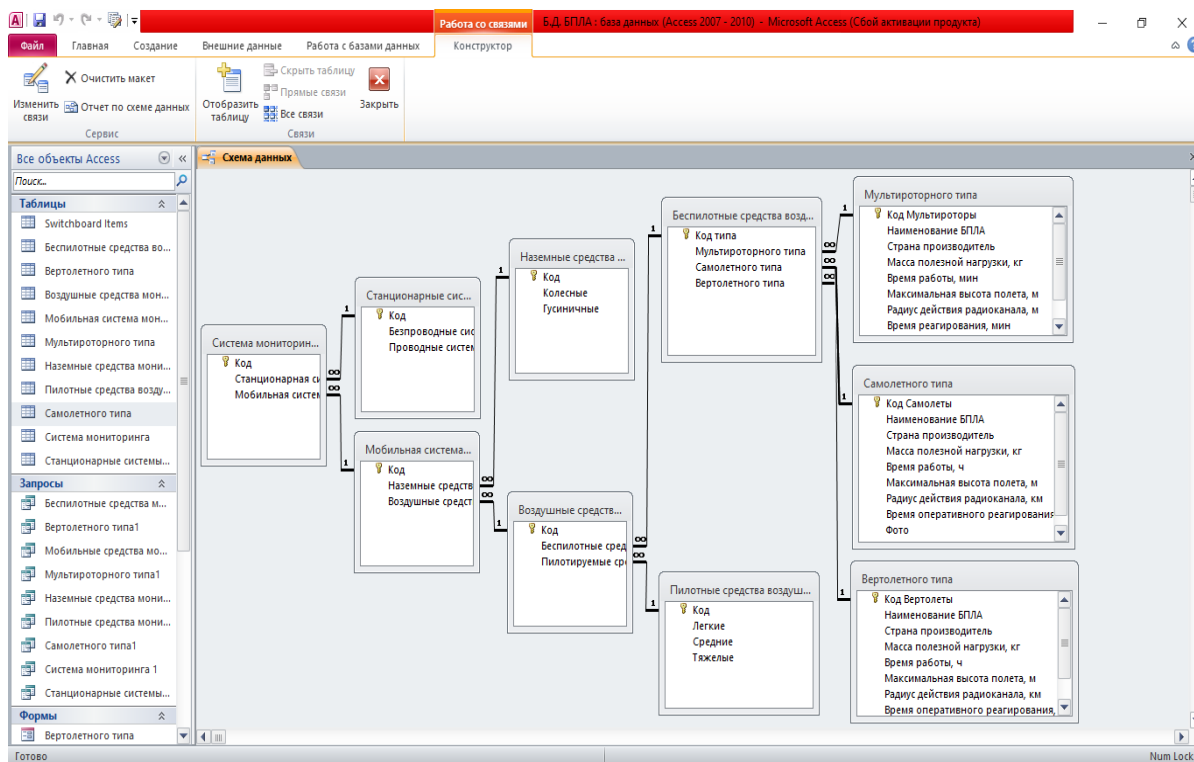 Работа со связями
Б.Д. БПЛА : база данных (Access 2007 - 2010) - Microsoft Access (Сбой активации продукта)
Файл
Главная
Создание
Внешние данные
Работа с базами данных
Конструктор
Изменить связи
Очистить макет
Отчет по схеме данных
Сервис
Отобразить таблицу
Скрыть таблицу
Прямые связи
Все связи
Закрыть
Связи
Все объекты Access
Поиск...
Таблицы
Switchboard Items
Беспилотные средства во...
Вертолетного типа
Воздушные средства мон...
Мобильная система мон...
Мультироторного типа
Наземные средства мони...
Пилотные средства возду...
Самолетного типа
Система мониторинга
Станционарные системы...
Запросы
Беспилотные средства м...
Вертолетного типа1
Мобильные средства мо...
Мультироторного типа1
Наземные средства мони...
Пилотные средства мони...
Самолетного типа1
Система мониторинга 1
Станционарные системы...
Формы
Вертолетного типа
Схема данных
Система мониторин...
Код
Станционарная си
Мобильная систем
Станционарные сис...
Код
Безпроводные сис
Проводные систем
Мобильная система...
Код
Наземные средств
Воздушные средст
Наземные средства ...
Код
Колесные
Гусиничные
Воздушные средств...
Код
Беспилотные сред
Пилотируемые ср
Беспилотные средства возд...
Код типа
Мультироторного типа
Самолетного типа
Вертолетного типа
Пилотные средства воздуш...
Код
Легкие
Средние
Тяжелые
Мультироторного типа
Код Мультироторы
Наименование БПЛА
Страна производитель
Масса полезной нагрузки, кг
Время работы, мин
Максимальная высота полета, м
Радиус действия радиоканала, м
Время реагирования, мин
Самолетного типа
Код Самолеты
Наименование БПЛА
Страна производитель
Масса полезной нагрузки, кг
Время работы, ч
Максимальная высота полета, м
Радиус действия радиоканала, км
Время оперативного реагирования
Фото
Вертолетного типа
Код Вертолеты
Наименование БПЛА
Страна производитель
Масса полезной нагрузки, кг
Время работы, ч
Максимальная высота полета, м
Радиус действия радиоканала, км
Время оперативного реагирования,
Готово
Num Lock